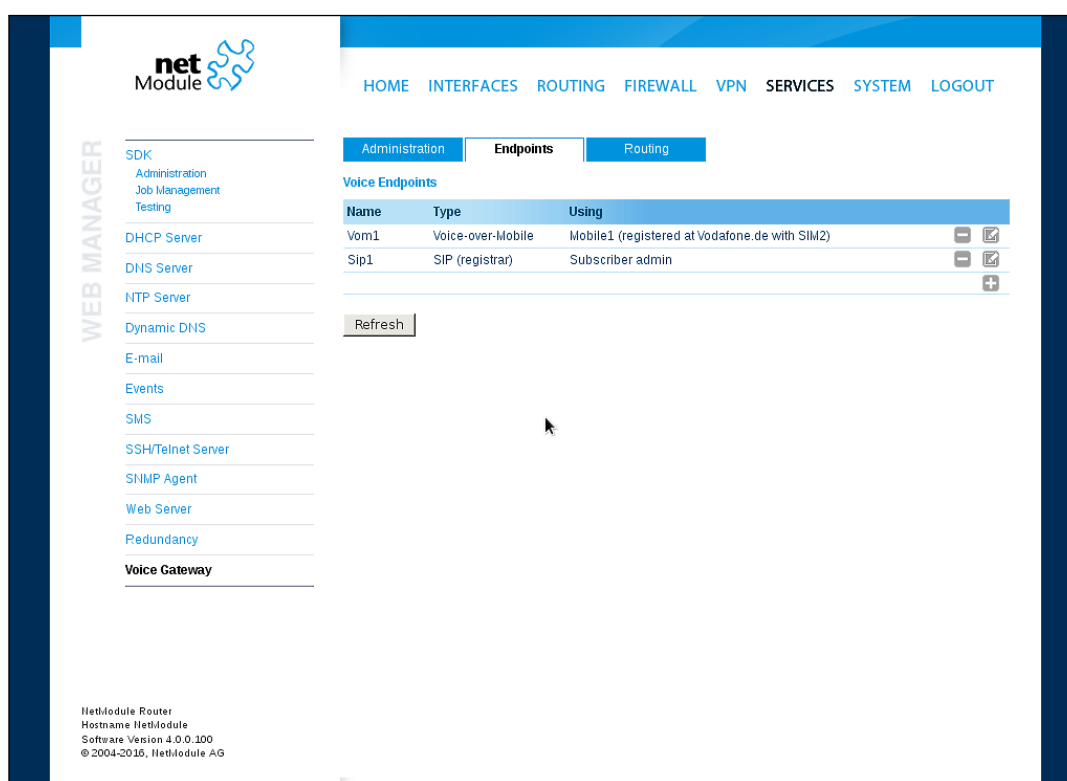 net
Module
HOME INTERFACES ROUTING FIREWALL VPN SERVICES SYSTEM LOGOUT
WEB MANAGER
SDK
Administration
Job Management
Testing
DHCP Server
DNS Server
NTP Server
Dynamic DNS
E-mail
Events
SMS
SSH/Telnet Server
SNMP Agent
Web Server
Redundancy
Voice Gateway
Administration Endpoints Routing
Voice Endpoints
Name Type Using
Vom1 Voice-over-Mobile Mobile1 (registered at Vodafone.de with SIM2)
Sip1 SIP (registrar) Subscriber admin
Refresh
NetModule Router
Hostname NetModule
Software Version 4.0.0.100
© 2004-2016, NetModule AG